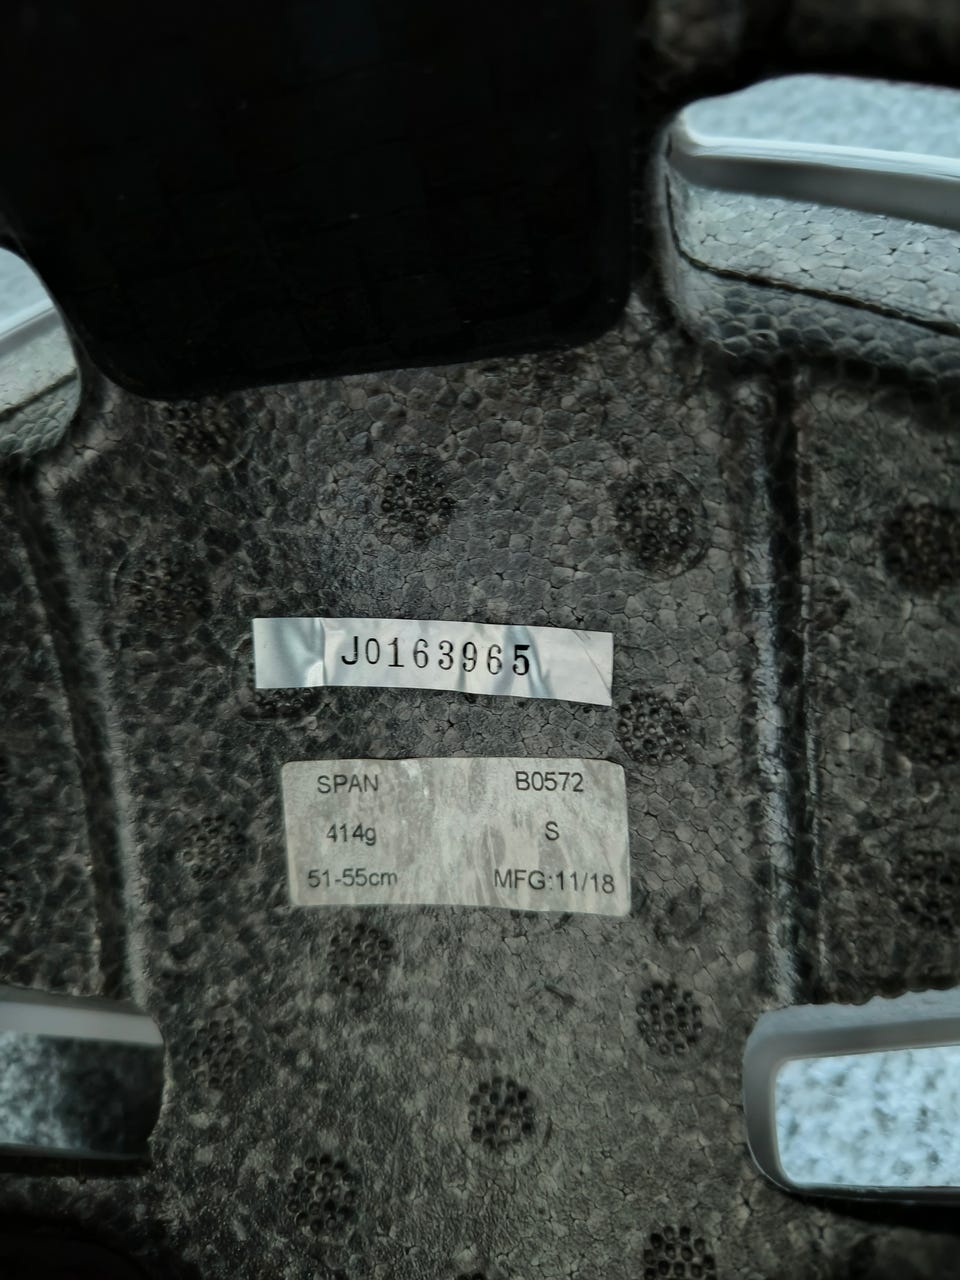 J0163965
SPAN B0572
414g S
51-55cm MFG:11/18